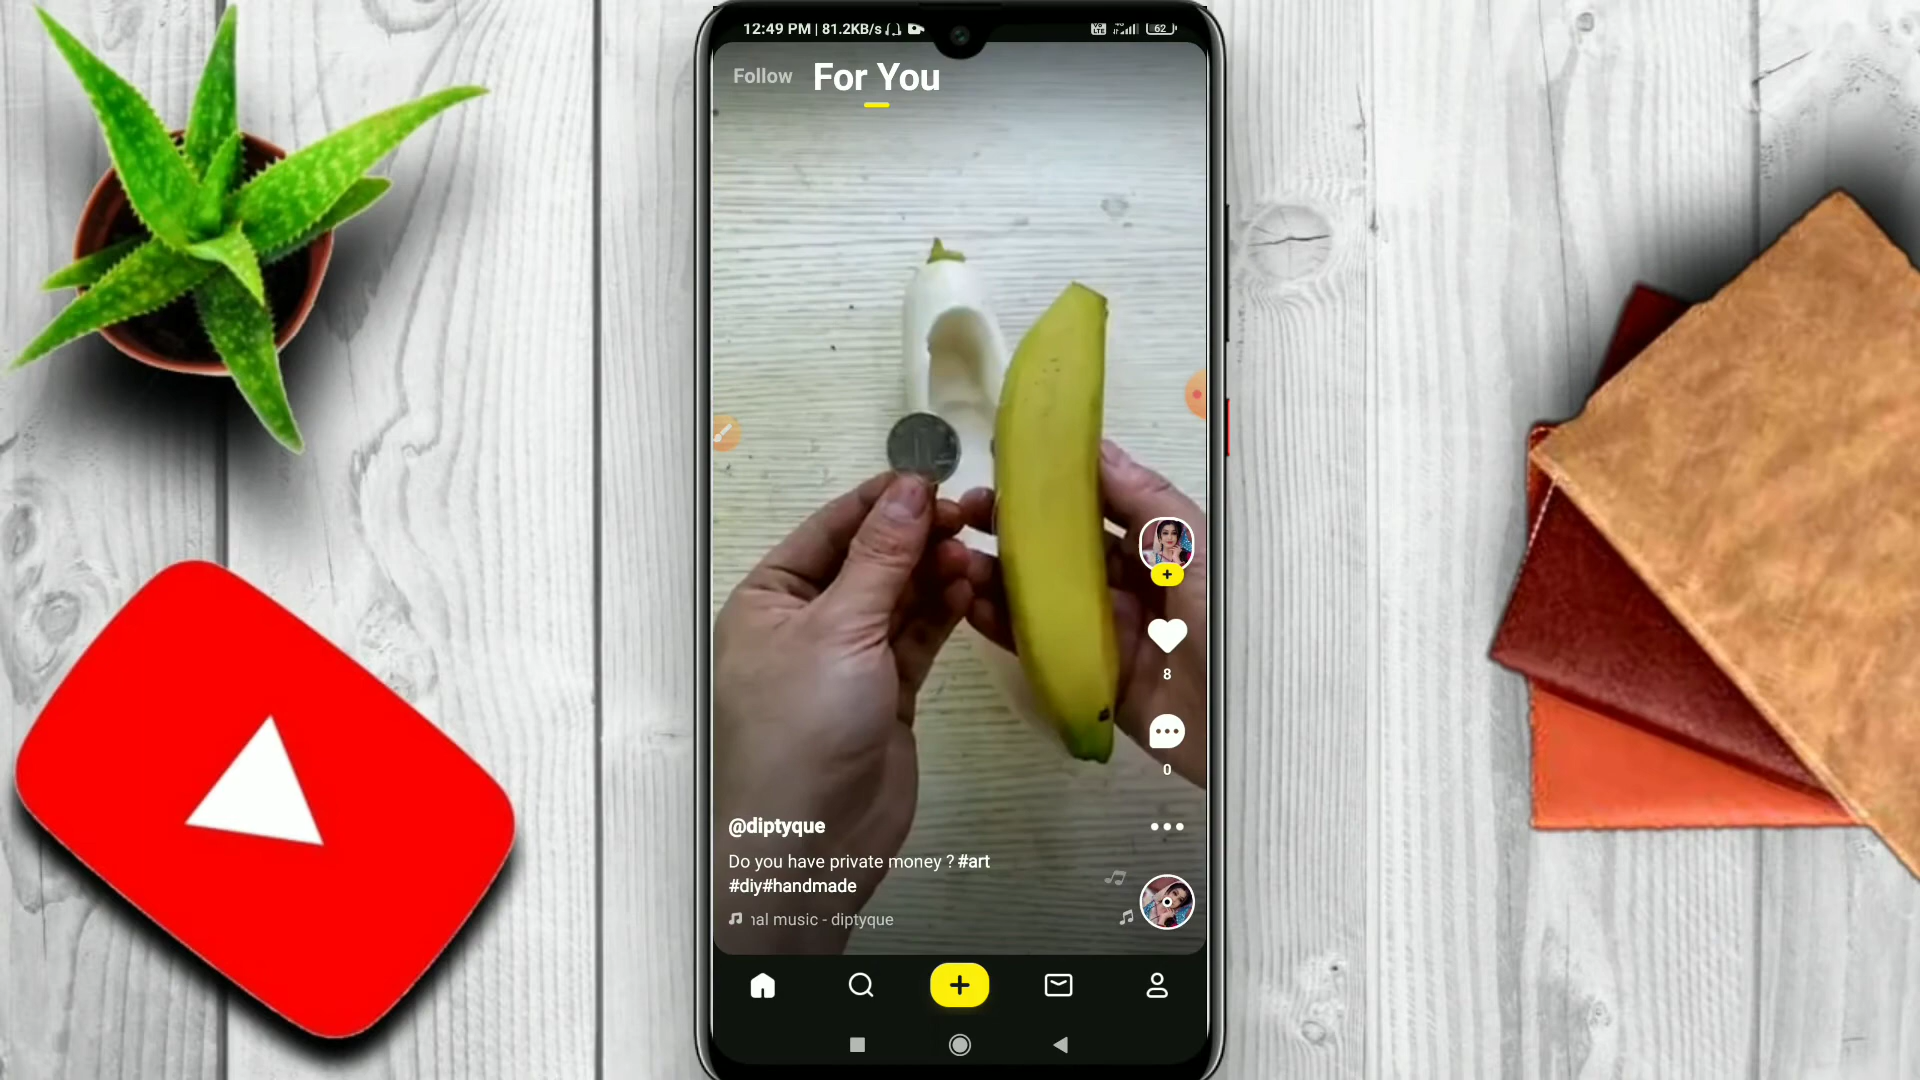 12:49 PM | 81.2KB/s
62
Follow For You
8
0
@diptyque
Do you have private money ? #art
#diy#handmade
nal music - diptyque